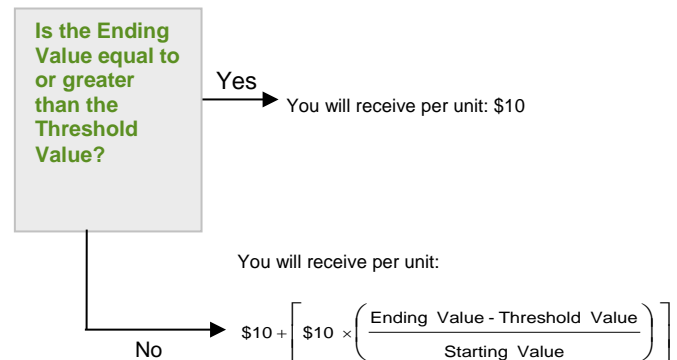 Is the Ending
Value equal to
or greater
than the
Threshold
Value?
Yes
You will receive per unit: $10
You will receive per unit:
No
$10 + [ $10 × ( Ending Value - Threshold Value
Starting Value ) ]